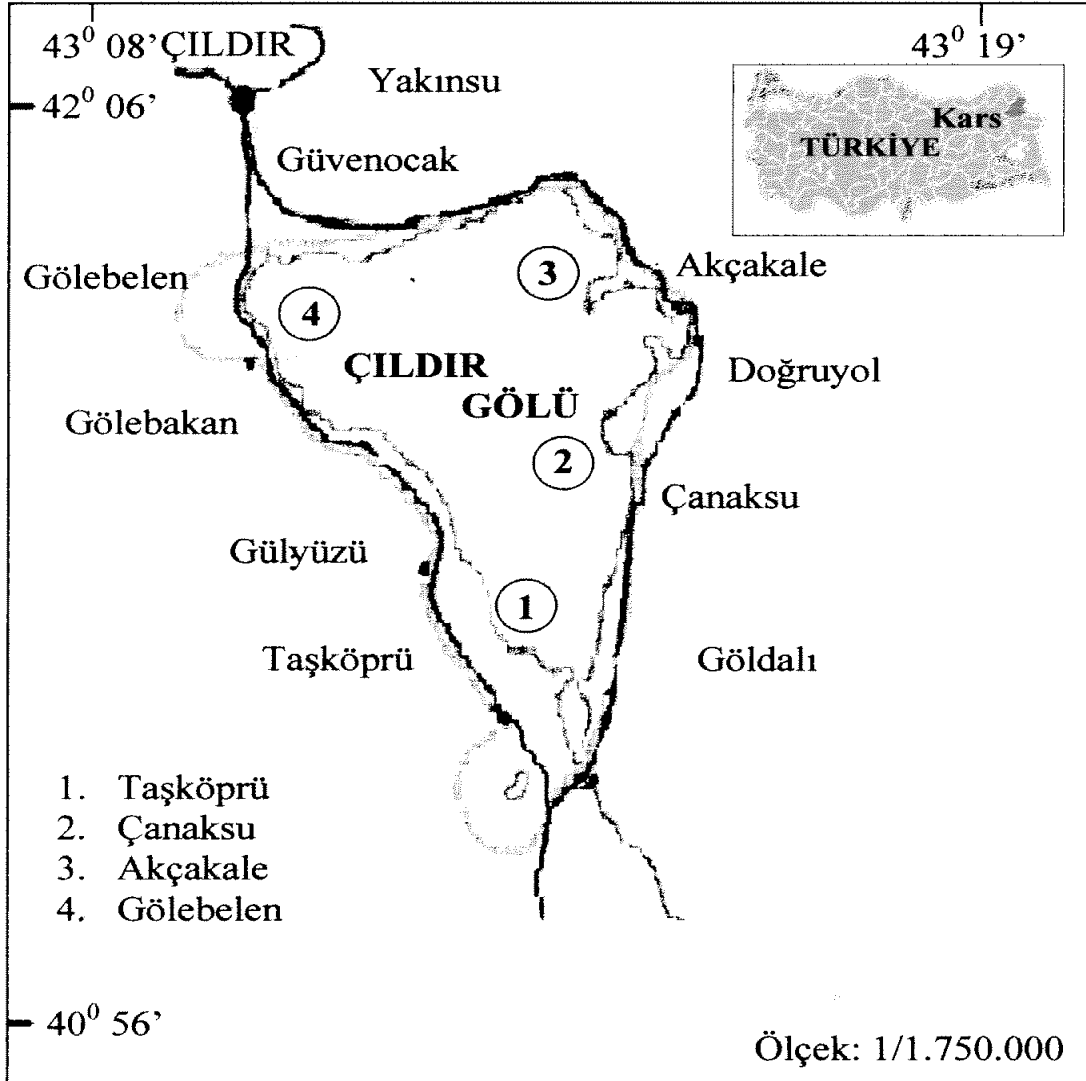 43⁰ 08’ ÇILDIR
43⁰ 19’
42⁰ 06’
Yakınsu
Kars
TÜRKİYE
Güvenocak
Gölebelen
3
Akçakale
4
ÇILDIR
GÖLÜ
Doğruyol
Gölebakan
2
Çanaksu
Gülyüzü
1
Taşköprü
Göldalı
1. Taşköprü
2. Çanaksu
3. Akçakale
4. Gölebelen
40⁰ 56’
Ölçek: 1/1.750.000